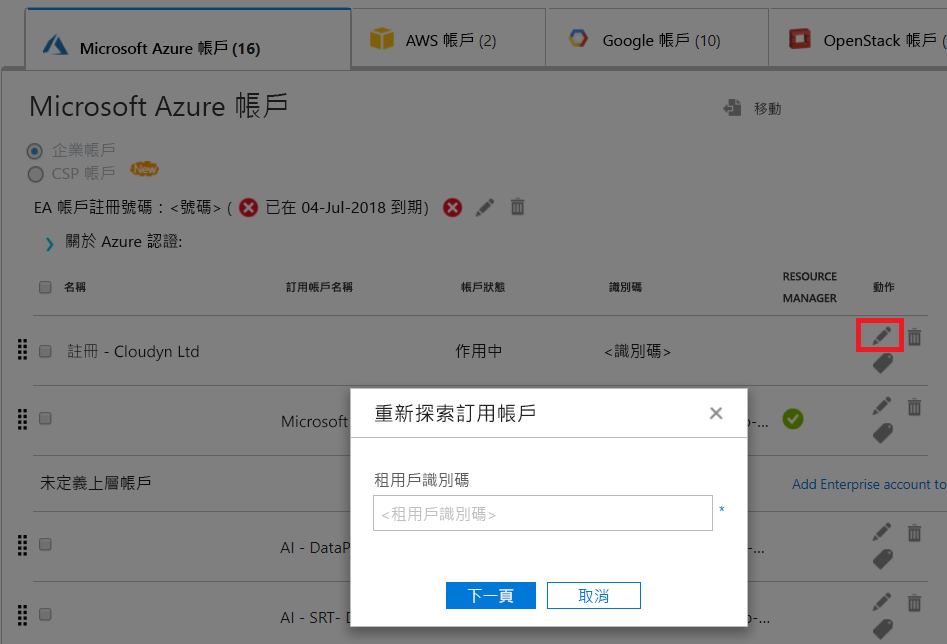 Microsoft Azure 帳戶 (16)
AWS 帳戶 (2)
Google 帳戶 (10)
OpenStack 帳戶 (
Microsoft Azure 帳戶
移動
企業帳戶
CSP 帳戶
New
EA 帳戶註冊號碼：<號碼> ( 已在 04-Jul-2018 到期)
關於 Azure 認證:
名稱
訂用帳戶名稱
帳戶狀態
識別碼
RESOURCE
MANAGER
動作
註冊 - Cloudyn Ltd
作用中
<識別碼>
Microsoft
...
重新探索訂用帳戶
租用戶識別碼
<租用戶識別碼>
*
下一頁
取消
未定義上層帳戶
Add Enterprise account to
AI - DataP
-...
AI - SRT- D
-...